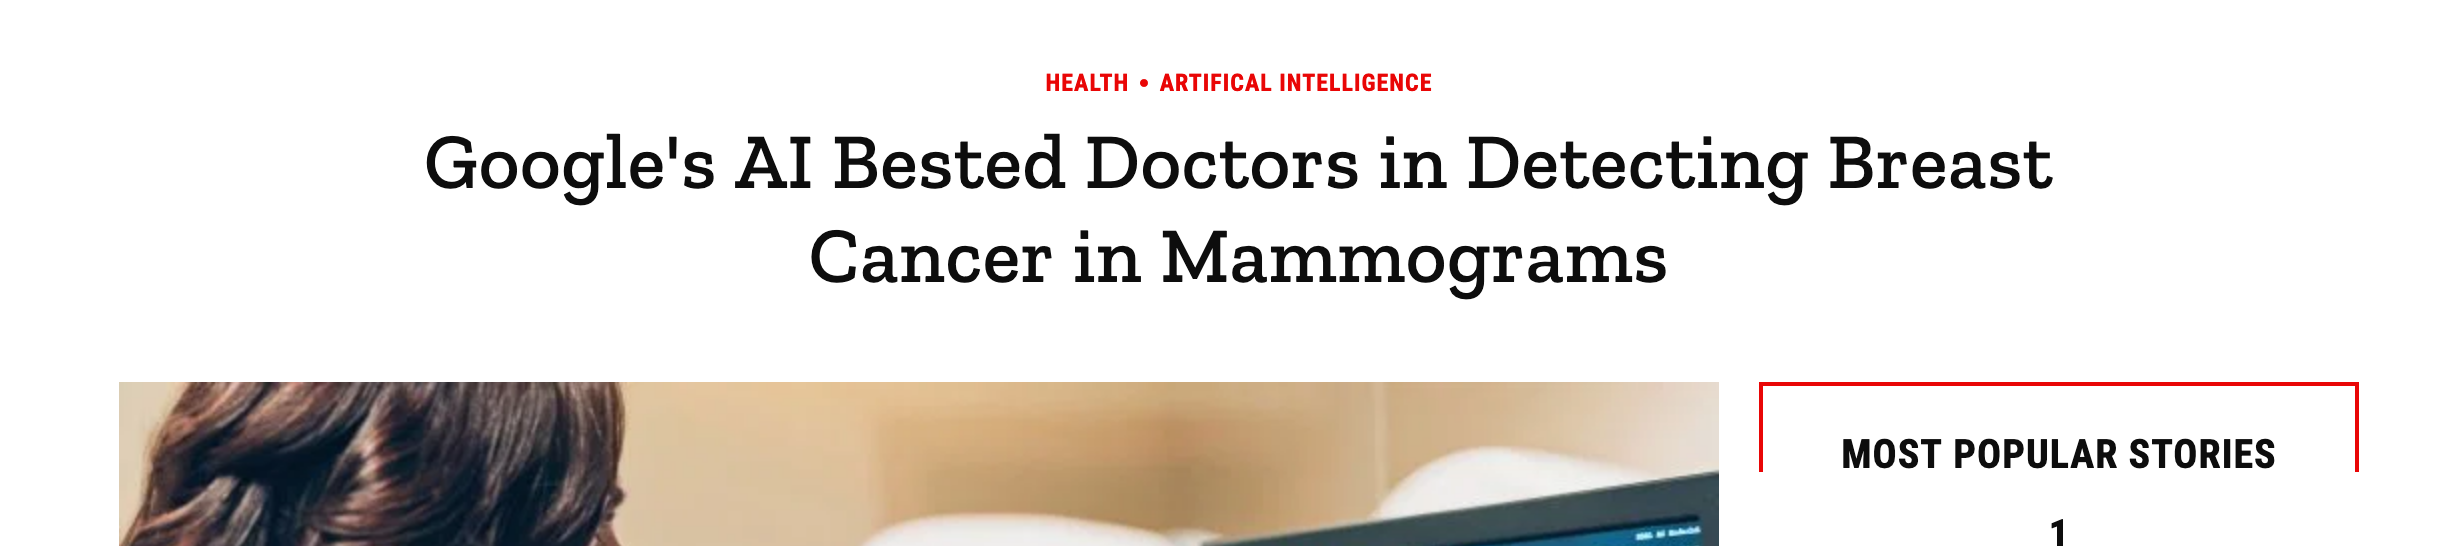 HEALTH • ARTIFICAL INTELLIGENCE
Google's AI Bested Doctors in Detecting Breast
Cancer in Mammograms
MOST POPULAR STORIES
1